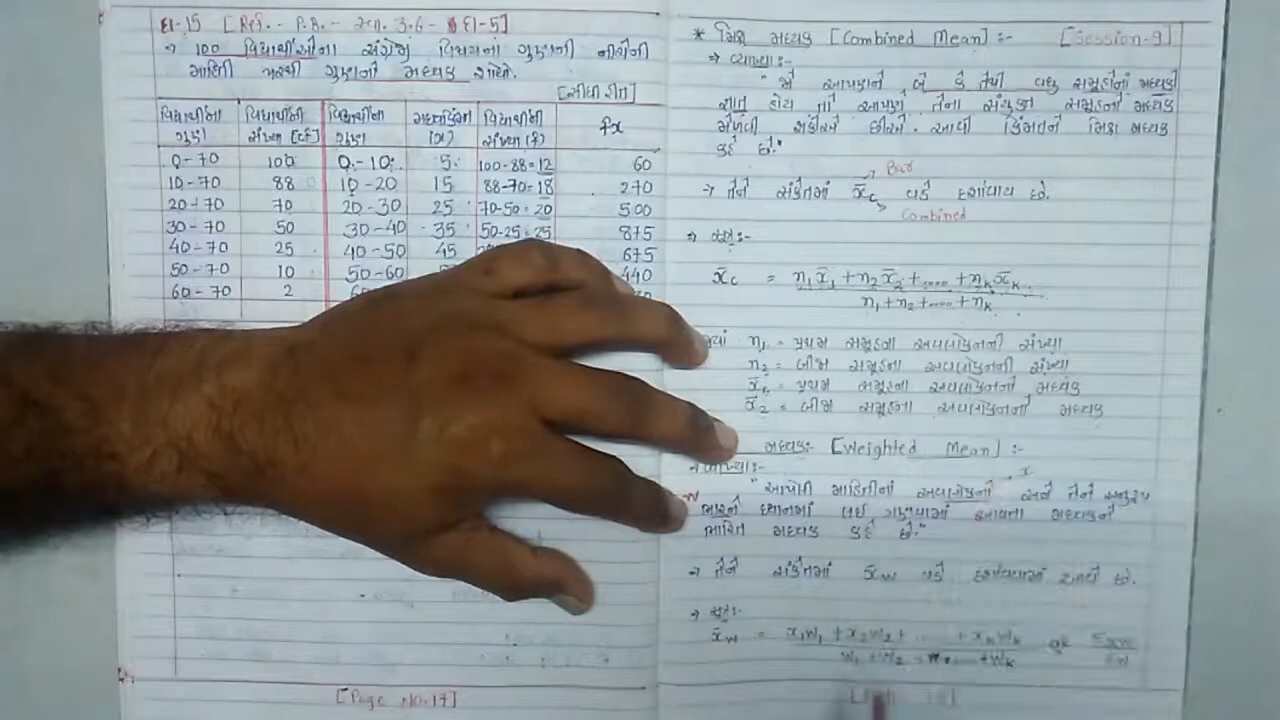 દા-15 [Ref. - P.B. - સ્વા. 3.6 - દા-5]
→ 100 વિદ્યાર્થીઓના અંગ્રેજી વિષયનાં ગુણની નીચેની
માહિતી પરથી ગુણનો મધ્યક શોધો.
[સીધી રીત]
વિદ્યાર્થીના ગુણ વિદ્યાર્થીની સંખ્યા (cf) વિદ્યાર્થીના ગુણ મધ્યકિંમત (x) વિદ્યાર્થીની સંખ્યા (f) fx
0-70 100 0-10 5 100-88=12 60
10-70 88 10-20 15 88-70=18 270
20-70 70 20-30 25 70-50=20 500
30-70 50 30-40 35 50-25=25 875
40-70 25 40-50 45 675
50-70 10 50-60 440
60-70 2
[Page No-17]
* મિશ્ર મધ્યક [Combined Mean] :- [Session-9]
→ વ્યાખ્યા:-
"જો આપણને બે કે તેથી વધુ સમૂહોનાં મધ્યકો
જ્ઞાત હોય તો આપણે તેના સંયુક્ત સમૂહનો મધ્યક
મેળવી શકીએ છીએ. આવી કિંમતને મિશ્ર મધ્યક
કહે છે."
Bar
→ તેને સંકેતમાં x̄c વડે દર્શાવાય છે.
Combined
→ સૂત્ર:-
x̄c = n₁x̄₁ + n₂x̄₂ + .... + nₖx̄ₖ
n₁ + n₂ + .... + nₖ
n₁ = પ્રથમ સમૂહના અવલોકનની સંખ્યા
n₂ = બીજા સમૂહના અવલોકનની સંખ્યા
x̄₁ = પ્રથમ સમૂહના અવલોકનનો મધ્યક
x̄₂ = બીજા સમૂહના અવલોકનનો મધ્યક
મધ્યક: [Weighted Mean] :-
x
"આપેલી માહિતીનાં અવલોકનો અને તેને અનુરૂપ
w
ભારને ધ્યાનમાં લઈ ગણવામાં આવતા મધ્યકને
ભારિત મધ્યક કહે છે."
→ તેને સંકેતમાં x̄w વડે દર્શાવવામાં આવે છે.
→ સૂત્ર:-
x̄w = x₁w₁ + x₂w₂ + .... + xₖwₖ or Σxw
w₁ + w₂ + .... + wₖ Σw